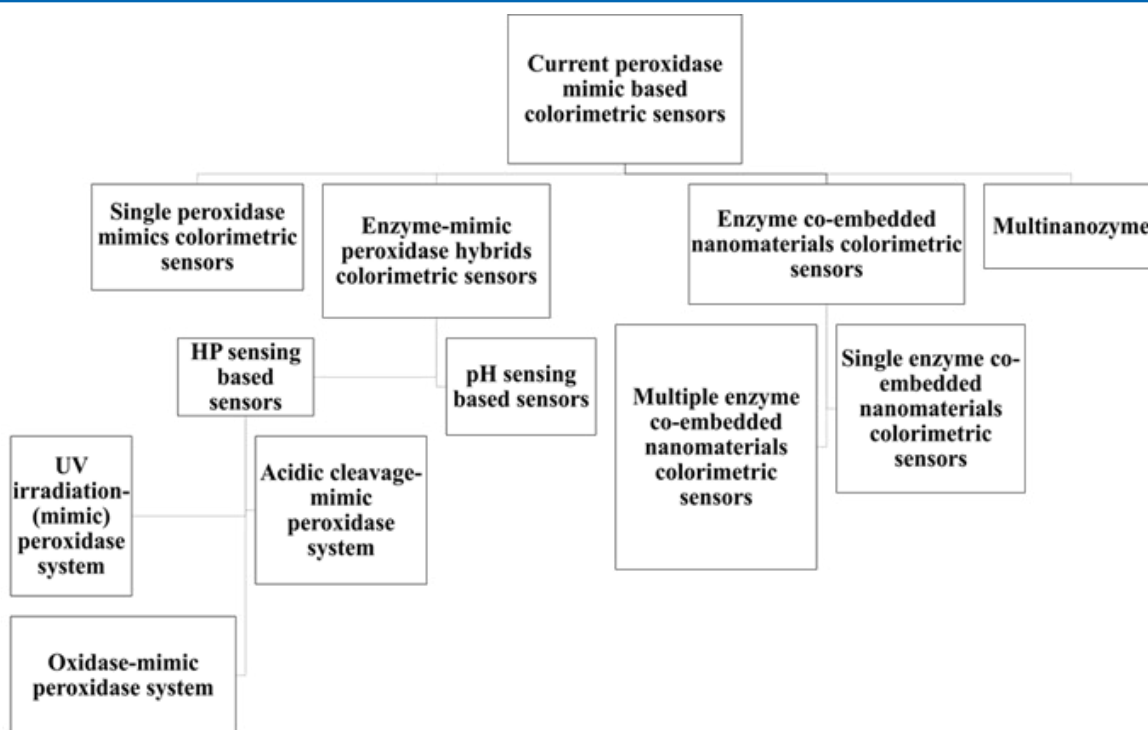 Current peroxidase
mimic based
colorimetric sensors
Single peroxidase
mimics colorimetric
sensors
Enzyme-mimic
peroxidase hybrids
colorimetric sensors
Enzyme co-embedded
nanomaterials colorimetric
sensors
Multinanozyme
HP sensing
based
sensors
pH sensing
based sensors
Multiple enzyme
co-embedded
nanomaterials
colorimetric
sensors
Single enzyme co-
embedded
nanomaterials
colorimetric
sensors
UV
irradiation-
(mimic)
peroxidase
system
Acidic cleavage-
mimic
peroxidase
system
Oxidase-mimic
peroxidase system